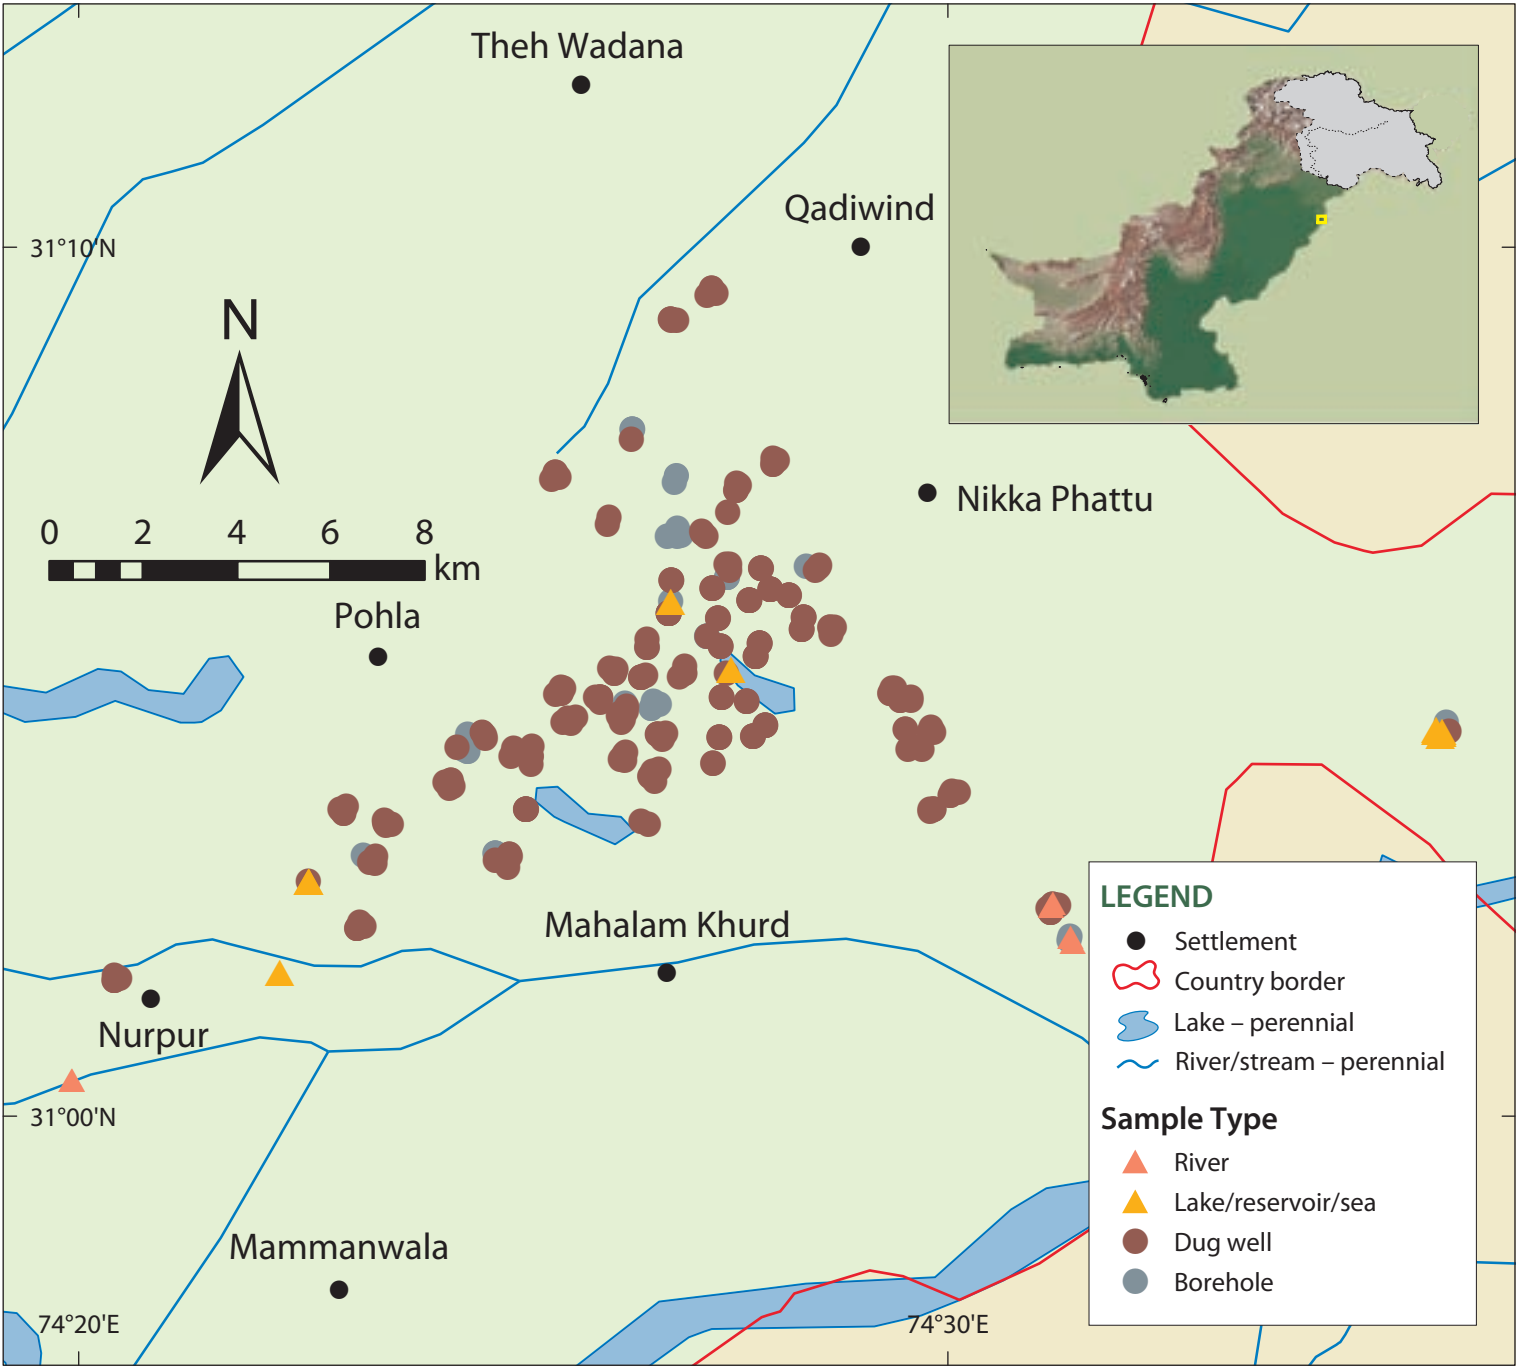 Theh Wadana
Qadiwind
31°10'N
N
Nikka Phattu
0 2 4 6 8
km
Pohla
Mahalam Khurd
Nurpur
31°00'N
Mammanwala
74°20'E
74°30'E
LEGEND
Settlement
Country border
Lake – perennial
River/stream – perennial
Sample Type
River
Lake/reservoir/sea
Dug well
Borehole